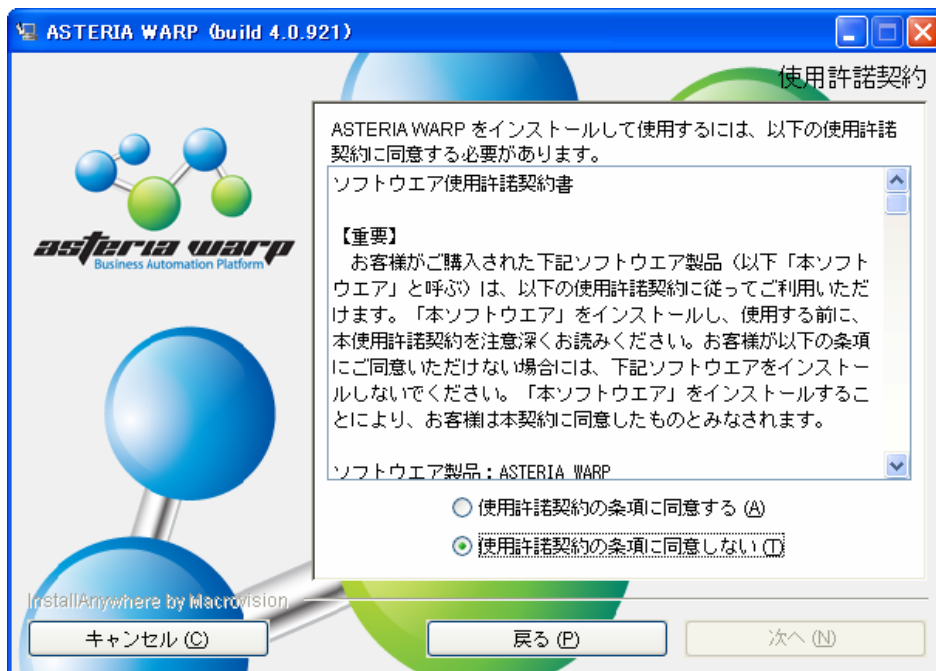 ASTERIA WARP (build 4.0.921)
使用許諾契約
asteria warp
Business Automation Platform
ASTERIA WARP をインストールして使用するには、以下の使用許諾
契約に同意する必要があります。
ソフトウエア使用許諾契約書
【重要】
お客様がご購入された下記ソフトウエア製品（以下「本ソフト
ウエア」と呼ぶ）は、以下の使用許諾契約に従ってご利用いただ
けます。「本ソフトウエア」をインストールし、使用する前に、
本使用許諾契約を注意深くお読みください。お客様が以下の条項
にご同意いただけない場合には、下記ソフトウエアをインストー
ルしないでください。「本ソフトウエア」をインストールするこ
とにより、お客様は本契約に同意したものとみなされます。
ソフトウエア製品：ASTERIA WARP
使用許諾契約の条項に同意する (A)
使用許諾契約の条項に同意しない (T)
InstallAnywhere by Macrovision
キャンセル (C)
戻る (P)
次へ (N)